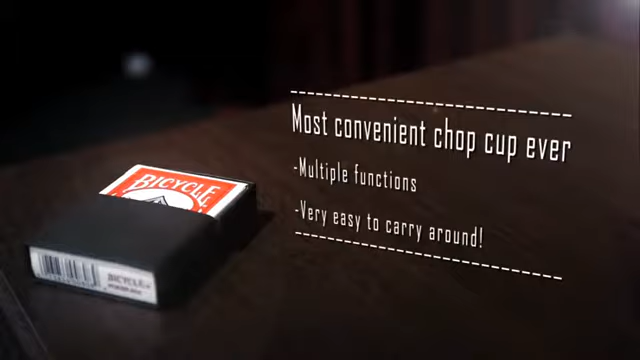 Most convenient chop cup ever
-Multiple functions
-Very easy to carry around!
BICYCLE
BICYCLE